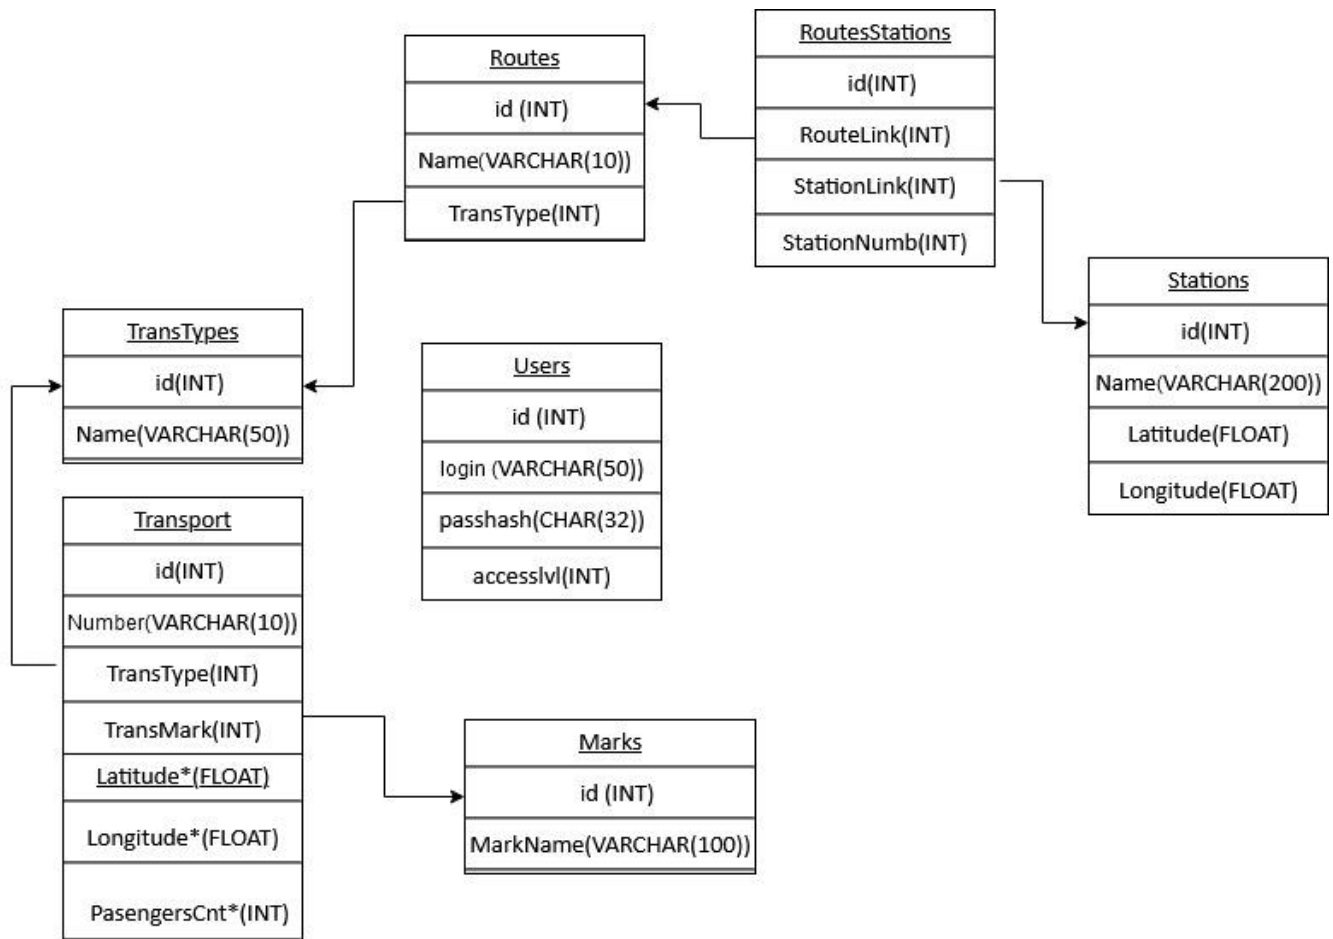 Routes
id (INT)
Name(VARCHAR(10))
TransType(INT)
RoutesStations
id(INT)
RouteLink(INT)
StationLink(INT)
StationNumb(INT)
Stations
id(INT)
Name(VARCHAR(200))
Latitude(FLOAT)
Longitude(FLOAT)
TransTypes
id(INT)
Name(VARCHAR(50))
Users
id (INT)
login (VARCHAR(50))
passhash(CHAR(32))
accesslvl(INT)
Transport
id(INT)
Number(VARCHAR(10))
TransType(INT)
TransMark(INT)
Latitude*(FLOAT)
Longitude*(FLOAT)
PasengersCnt*(INT)
Marks
id (INT)
MarkName(VARCHAR(100))